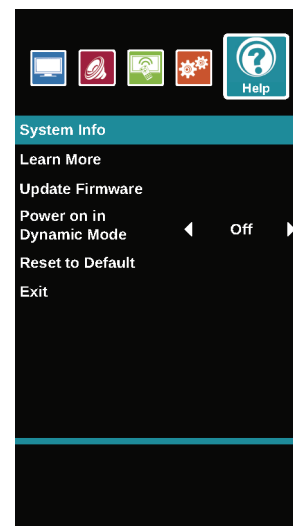 Help
System Info
Learn More
Update Firmware
Power on in
Dynamic Mode
Off
Reset to Default
Exit